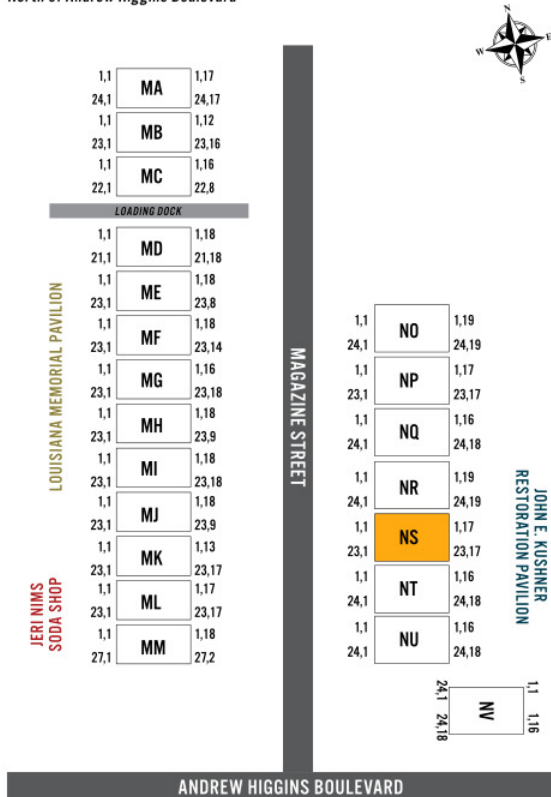 North of Andrew Higgins Boulevard
N
W E
S
1,1 MA 1,17
24,1 24,17
1,1 MB 1,12
23,1 23,16
1,1 MC 1,16
22,1 22,8
LOADING DOCK
1,1 MD 1,18
21,1 21,18
1,1 ME 1,18
23,1 23,8
1,1 MF 1,18
23,1 23,14
1,1 MG 1,16
23,1 23,18
1,1 MH 1,18
23,1 23,9
1,1 MI 1,18
23,1 23,18
1,1 MJ 1,18
23,1 23,9
1,1 MK 1,13
23,1 23,17
1,1 ML 1,17
23,1 23,17
1,1 MM 1,18
27,1 27,2
LOUISIANA MEMORIAL PAVILION
JERI NIMS
SODA SHOP
MAGAZINE STREET
1,1 NO 1,19
24,1 24,19
1,1 NP 1,17
23,1 23,17
1,1 NQ 1,16
24,1 24,18
1,1 NR 1,19
24,1 24,19
1,1 NS 1,17
23,1 23,17
1,1 NT 1,16
24,1 24,18
1,1 NU 1,16
24,1 24,18
JOHN E. KUSHNER
RESTORATION PAVILION
1,1 1,16
NV
24,1 24,18
ANDREW HIGGINS BOULEVARD